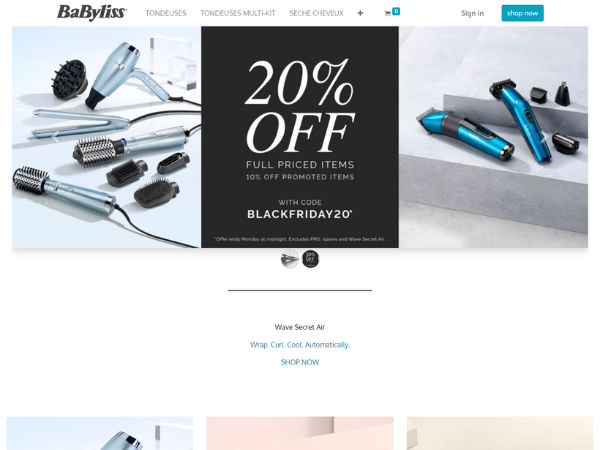 BaByliss
TONDEUSES
TONDEUSES MULTI-KIT
SECHE CHEVEUX
+
0
Sign in
shop now
20%
OFF
FULL PRICED ITEMS
10% OFF PROMOTED ITEMS
WITH CODE
BLACKFRIDAY20*
*Offer ends Monday at midnight. Excludes PRO, spares and Wave Secret Air.
20%
OFF
Wave Secret Air
Wrap. Curl. Cool. Automatically.
SHOP NOW